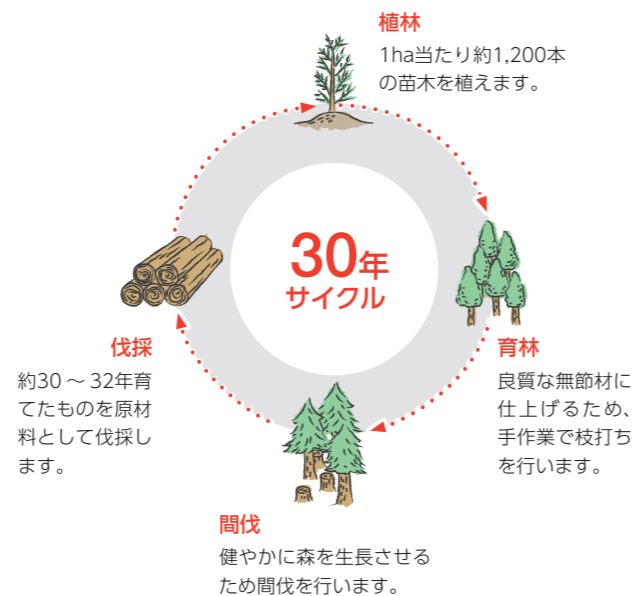 植林
1ha当たり約1,200本
の苗木を植えます。
30年
サイクル
育林
良質な無節材に
仕上げるため、
手作業で枝打ち
を行います。
間伐
健やかに森を生長させる
ため間伐を行います。
伐採
約30～32年育
てたものを原材
料として伐採し
ます。